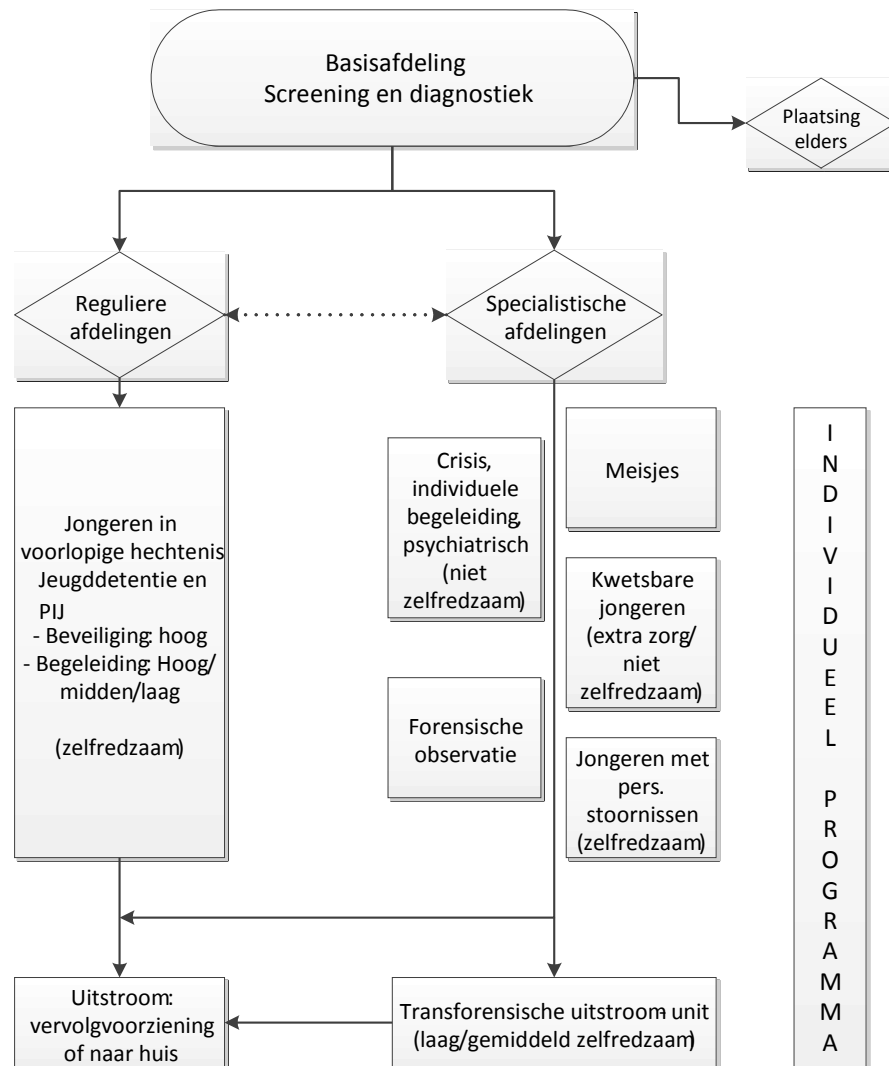 Basisafdeling
Screening en diagnostiek
Plaatsing
elders
Reguliere
afdelingen
Specialistische
afdelingen
Jongeren in
voorlopige hechtenis
Jeugddetentie en
PIJ
- Beveiliging: hoog
- Begeleiding: Hoog/
midden/laag
(zelfredzaam)
Crisis,
individuele
begeleiding,
psychiatrisch
(niet
zelfredzaam)
Meisjes
Kwetsbare
jongeren
(extra zorg/
niet
zelfredzaam)
Forensische
observatie
Jongeren met
pers.
stoornissen
(zelfredzaam)
I
N
D
I
V
I
D
U
E
E
L
P
R
O
G
R
A
M
M
A
Uitstroom:
vervolgvoorziening
of naar huis
Transforensische uitstroom-unit
(laag/gemiddeld zelfredzaam)